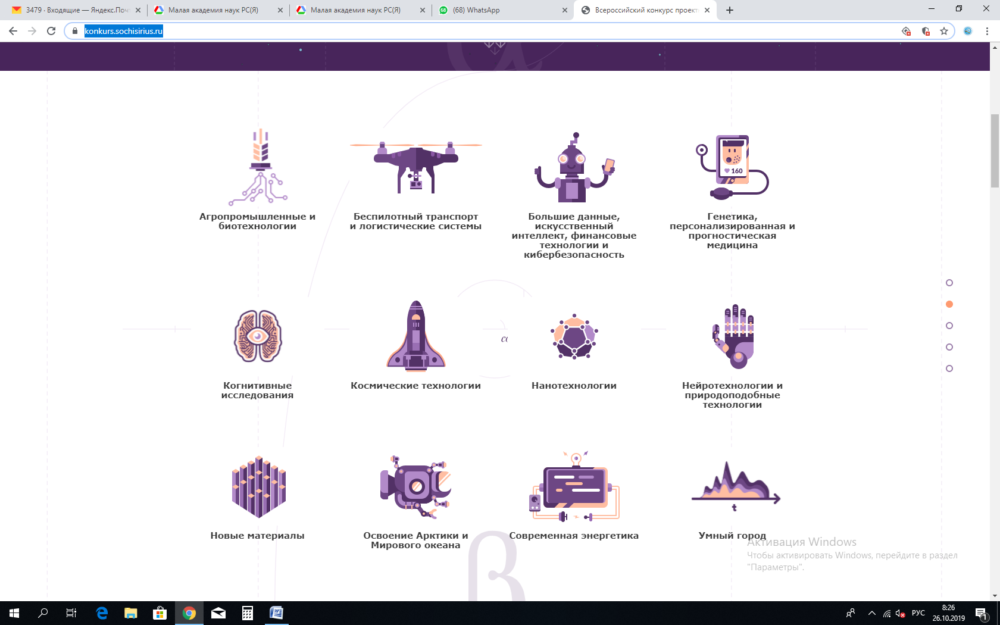 3479 · Входящие — Яндекс.Поч
Малая академия наук РС(Я)
Малая академия наук РС(Я)
(68) WhatsApp
Всероссийский конкурс проект
konkurs.sochisirius.ru
160
Агропромышленные и
биотехнологии
Беспилотный транспорт
и логистические системы
Большие данные,
искусственный
интеллект, финансовые
технологии и
кибербезопасность
Генетика,
персонализированная и
прогностическая
медицина
Когнитивные
исследования
Космические технологии
Нанотехнологии
Нейротехнологии и
природоподобные
технологии
t
Новые материалы
Освоение Арктики и
Мирового океана
Современная энергетика
Умный город
β
Активация Windows
Чтобы активировать Windows, перейдите в раздел
"Параметры".
РУС
8:26
26.10.2019
1